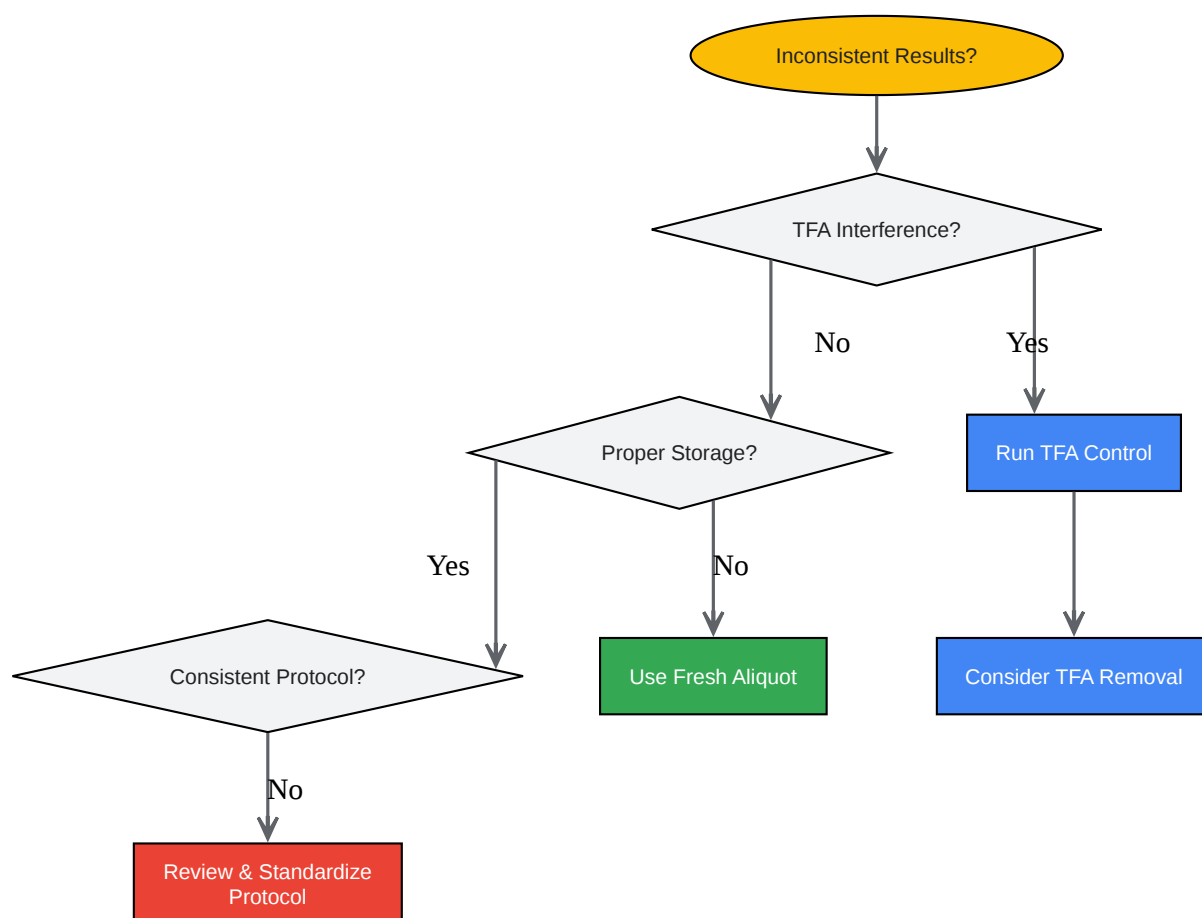 Inconsistent Results?
TFA Interference?
No
Yes
Proper Storage?
Run TFA Control
Yes
No
Consistent Protocol?
Use Fresh Aliquot
Consider TFA Removal
No
Review & Standardize
Protocol